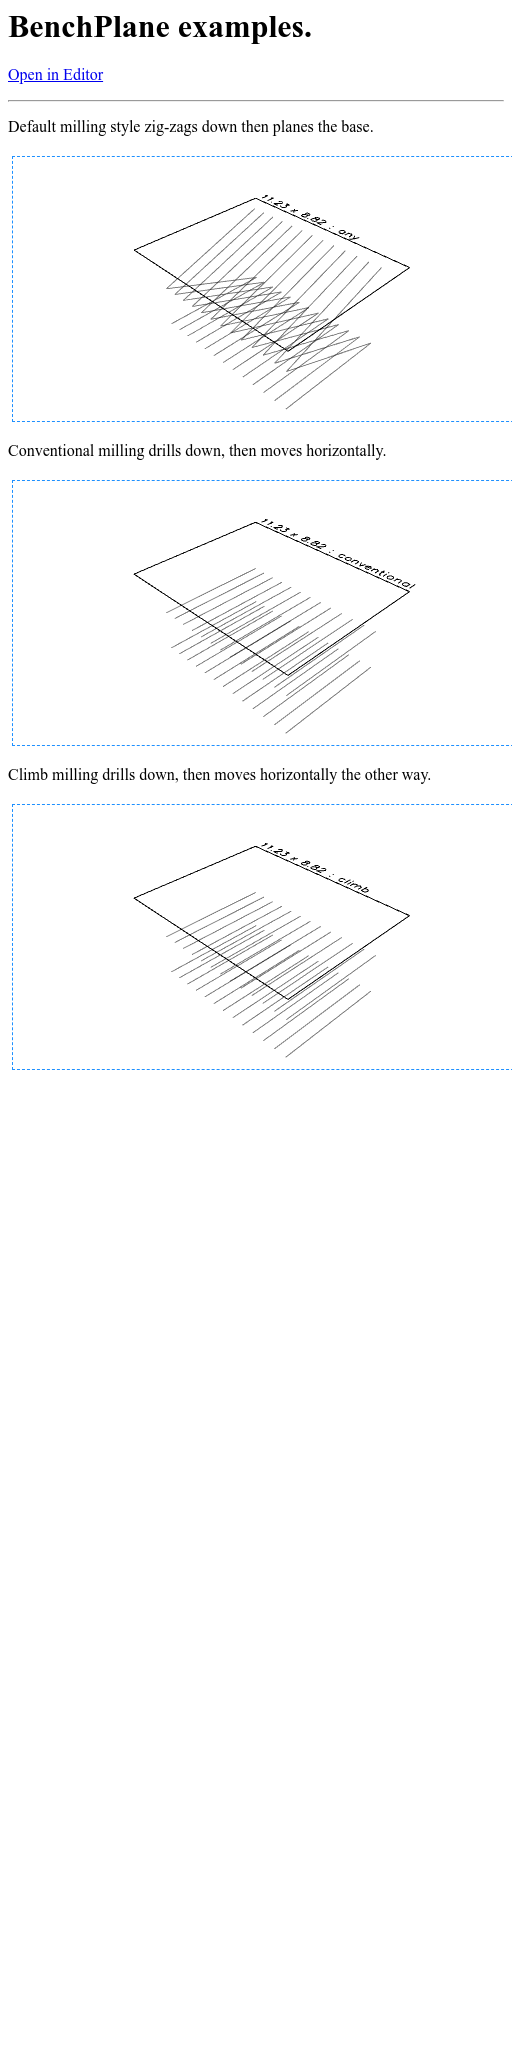 BenchPlane examples.
Open in Editor
Default milling style zig-zags down then planes the base.
11.23 x 8.82 : any
Conventional milling drills down, then moves horizontally.
11.23 x 8.82 : conventional
Climb milling drills down, then moves horizontally the other way.
11.23 x 8.82 : climb